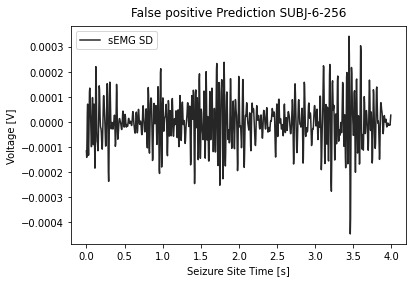 False positive Prediction SUBJ-6-256
sEMG SD
0.0003
0.0002
0.0001
0.0000
−0.0001
−0.0002
−0.0003
−0.0004
Voltage [V]
0.0 0.5 1.0 1.5 2.0 2.5 3.0 3.5 4.0
Seizure Site Time [s]